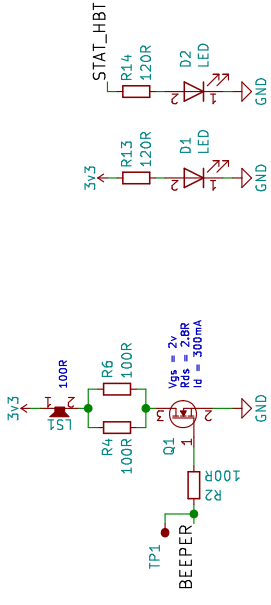 STAT_HBT
R14
120R
D2
LED
2
1
GND
3v3
R13
120R
D1
LED
2
1
GND
3v3
1
2
LS1
100R
R6
100R
R4
100R
3
2
1
Q1
Vgs = 2v
Rds = 2.8R
Id = 300mA
GND
R2
100R
TP1
BEEPER